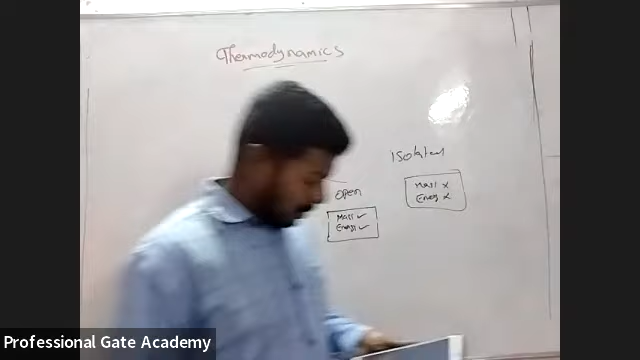 Thermodynamics
Isolated
Open
Mass ✓
Energy ✓
Mass x
Energy x
Professional Gate Academy